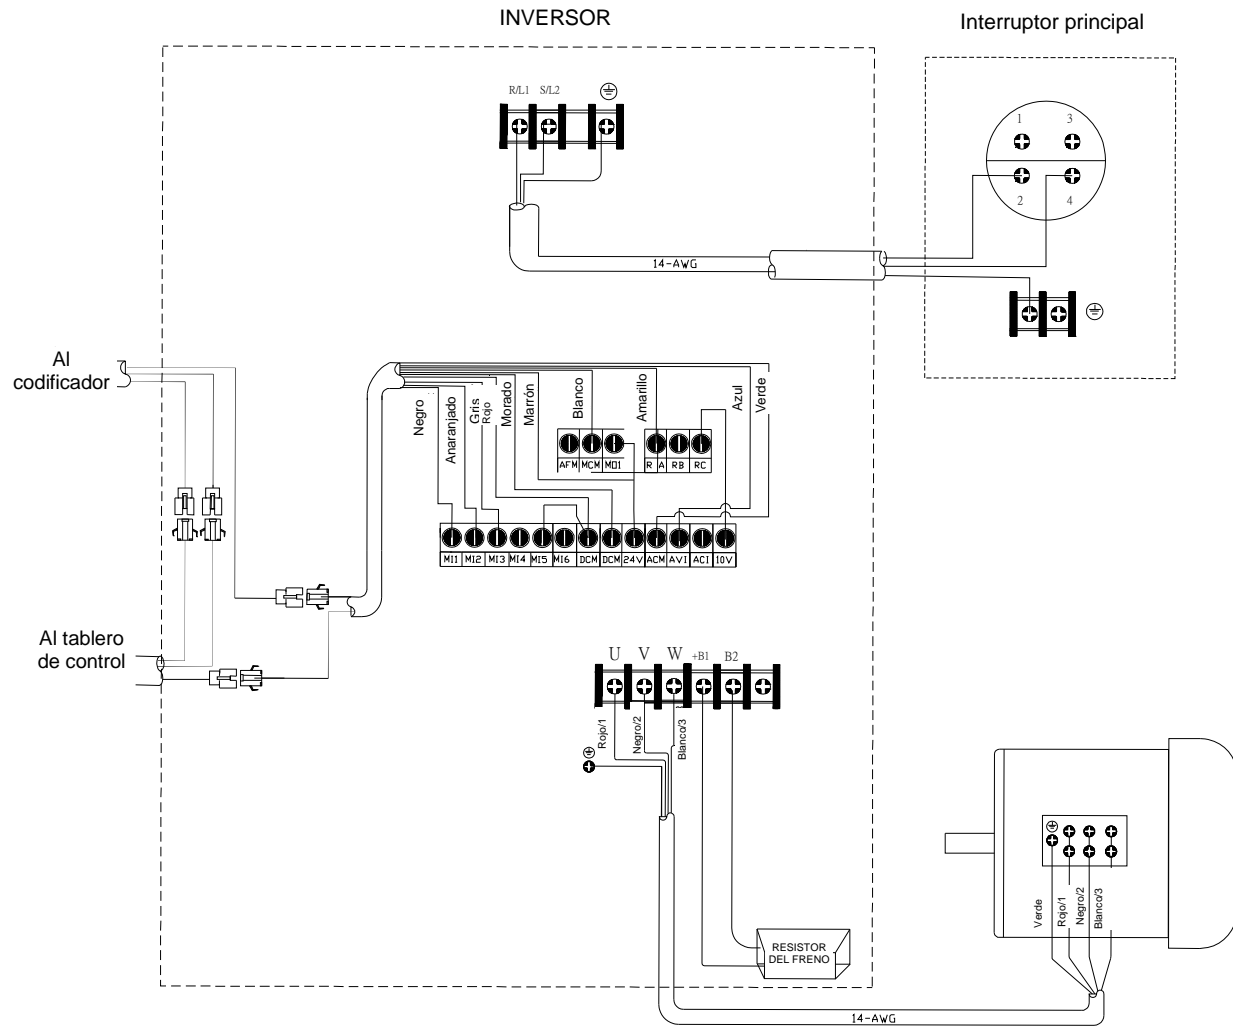 INVERSOR
Interruptor principal
R/L1 S/L2
1 3
2 4
14-AWG
Al
codificador
Negro
Anaranjado
Gris
Rojo
Morado
Marrón
Blanco
Amarillo
Azul
Verde
AFM MCM MO1
R A RB RC
MI1 MI2 MI3 MI4 MI5 MI6 DCM DCM 24V ACM AVI ACI 10V
Al tablero
de control
U V W +B1 B2
Rojo/1
Negro/2
Blanco/3
Verde
Rojo/1
Negro/2
Blanco/3
RESISTOR
DEL FRENO
14-AWG